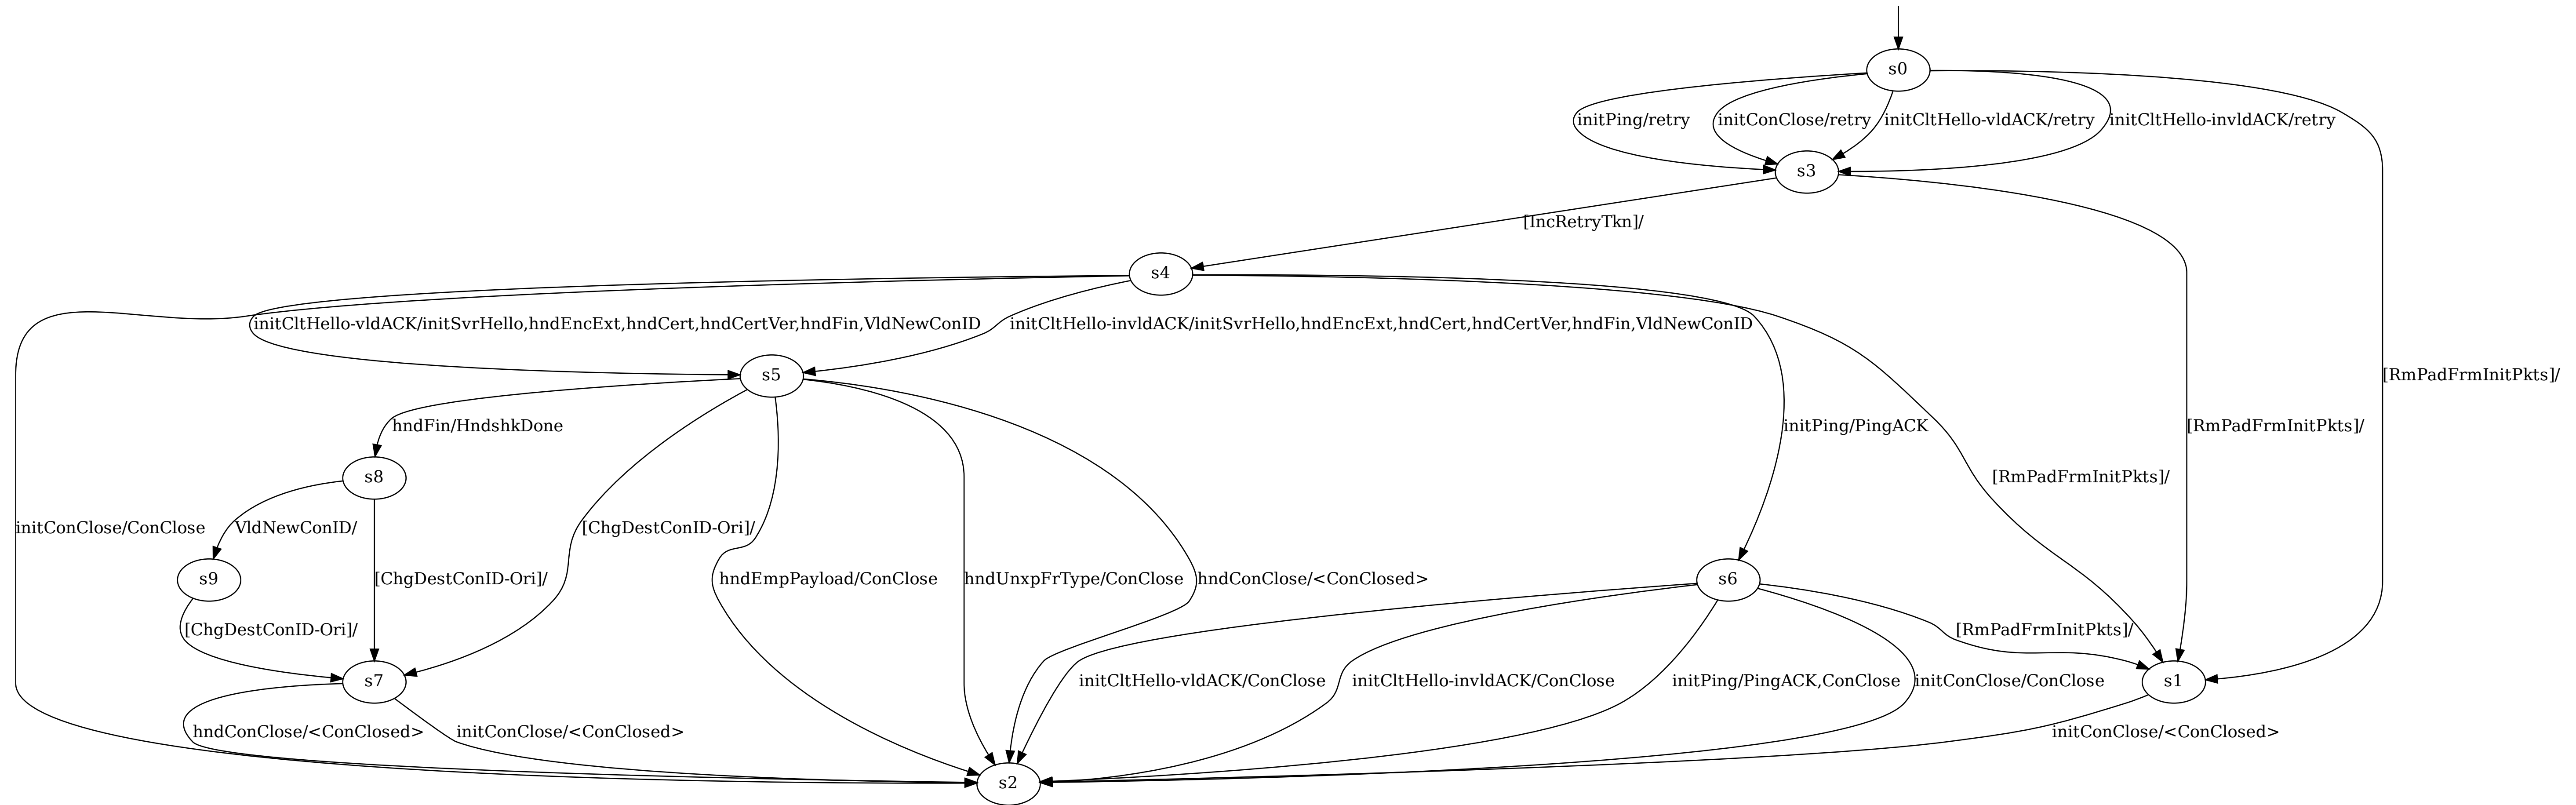 s0
initPing/retry
initConClose/retry
initCltHello-vldACK/retry
initCltHello-invldACK/retry
s3
[IncRetryTkn]/
s4
initCltHello-vldACK/initSvrHello,hndEncExt,hndCert,hndCertVer,hndFin,VldNewConID
initCltHello-invldACK/initSvrHello,hndEncExt,hndCert,hndCertVer,hndFin,VldNewConID
s5
[RmPadFrmInitPkts]/
hndFin/HndshkDone
initPing/PingACK
[RmPadFrmInitPkts]/
s8
[RmPadFrmInitPkts]/
initConClose/ConClose
VldNewConID/
[ChgDestConID-Ori]/
s9
[ChgDestConID-Ori]/
hndEmpPayload/ConClose
hndUnxpFrType/ConClose
hndConClose/<ConClosed>
s6
[ChgDestConID-Ori]/
[RmPadFrmInitPkts]/
s7
initCltHello-vldACK/ConClose
initCltHello-invldACK/ConClose
initPing/PingACK,ConClose
initConClose/ConClose
s1
hndConClose/<ConClosed>
initConClose/<ConClosed>
initConClose/<ConClosed>
s2